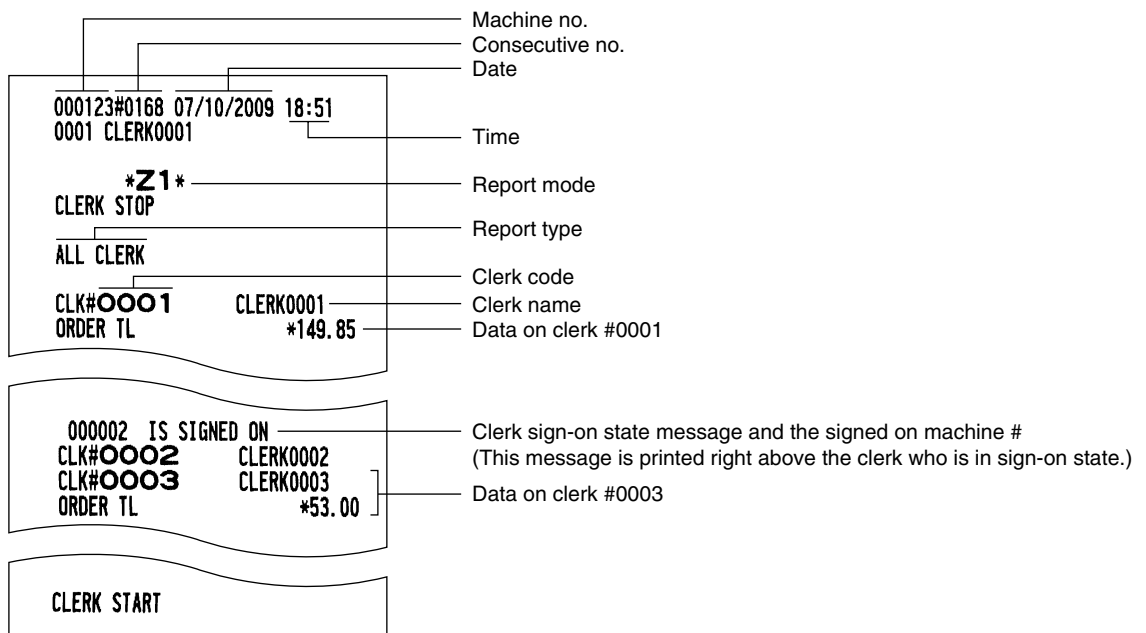 Machine no.
Consecutive no.
Date
000123#0168 07/10/2009 18:51
0001 CLERK0001
Time
*Z1*
Report mode
CLERK STOP
Report type
ALL CLERK
Clerk code
CLK#0001 CLERK0001
Clerk name
ORDER TL *149.85
Data on clerk #0001
000002 IS SIGNED ON
Clerk sign-on state message and the signed on machine #
(This message is printed right above the clerk who is in sign-on state.)
CLK#0002 CLERK0002
CLK#0003 CLERK0003
Data on clerk #0003
ORDER TL *53.00
CLERK START